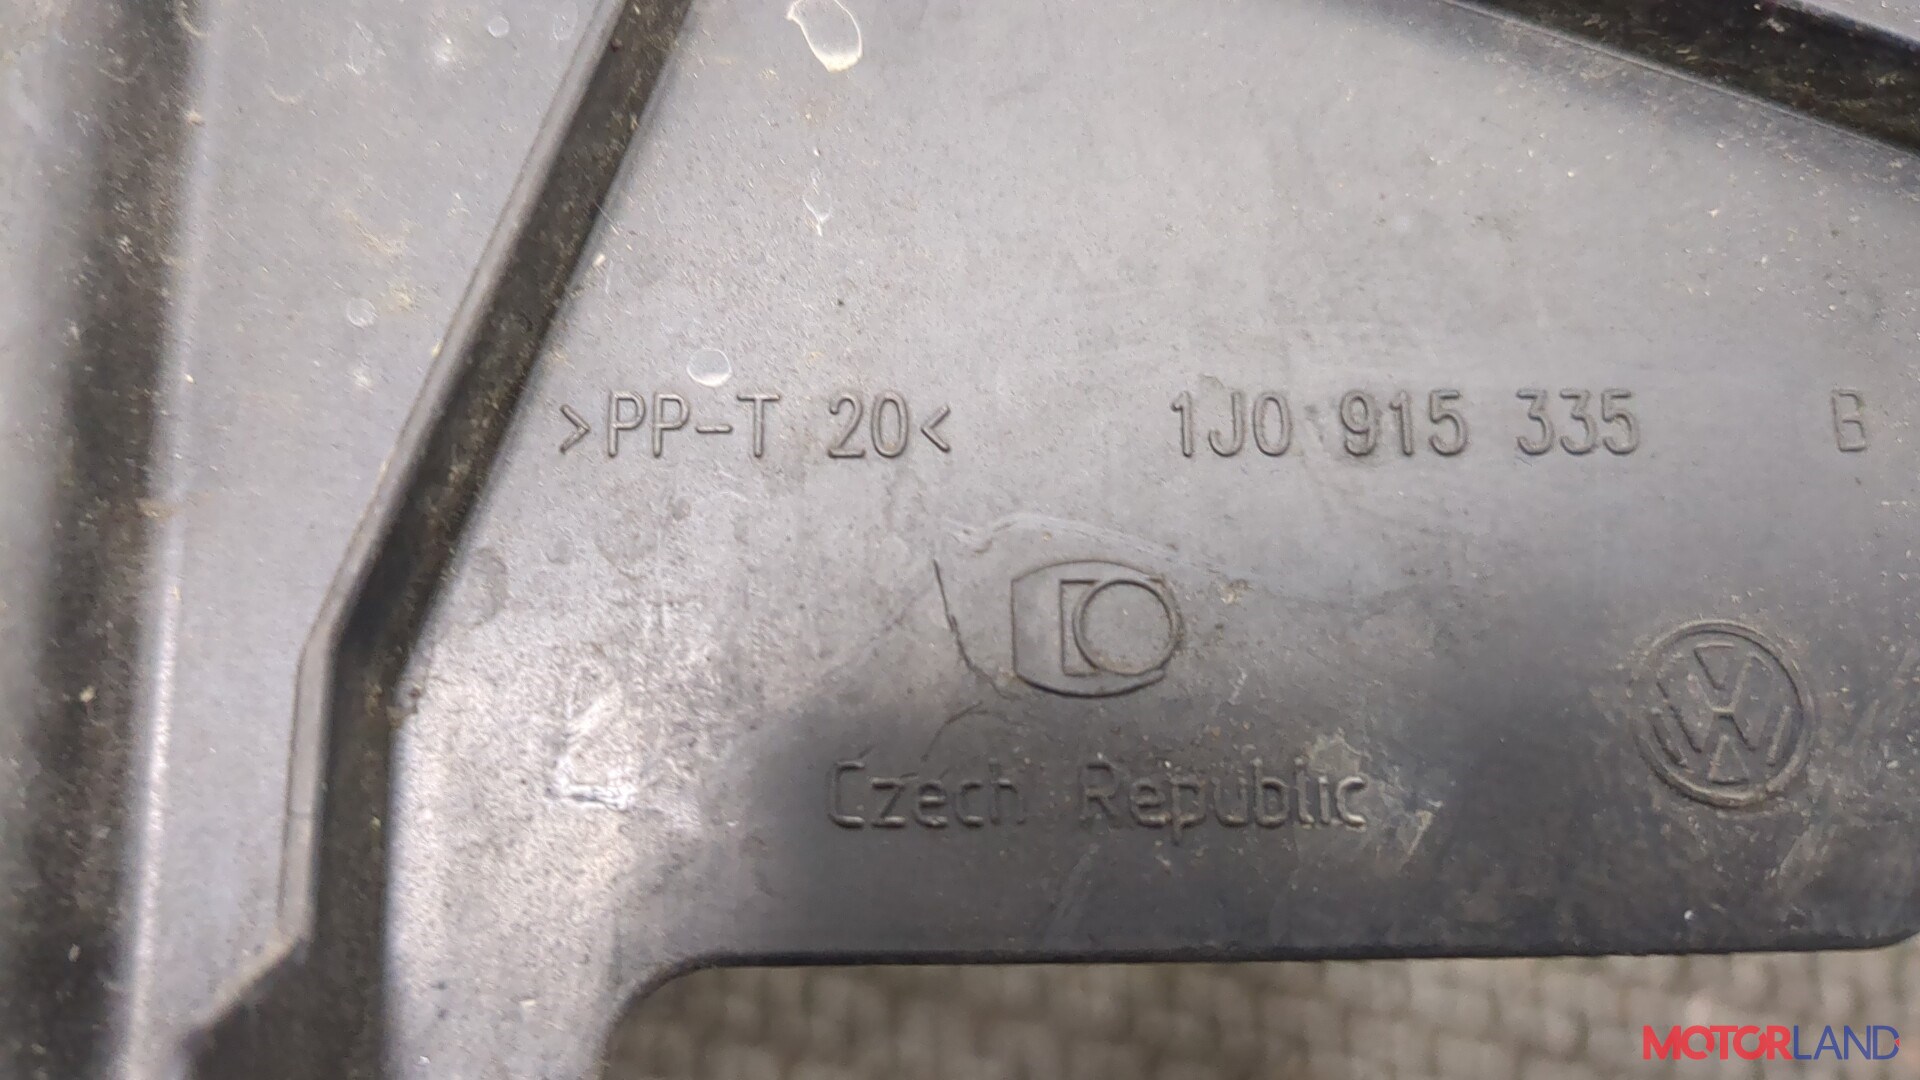 >PP-T 20< 1J0 915 335 B
Czech Republic
MOTORLAND